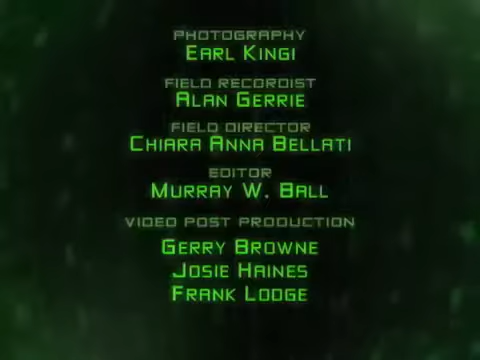 PHOTOGRAPHY
EARL KINGI
FIELD RECORDIST
ALAN GERRIE
FIELD DIRECTOR
CHIARA ANNA BELLATI
EDITOR
MURRAY W. BALL
VIDEO POST PRODUCTION
GERRY BROWNE
JOSIE HAINES
FRANK LODGE